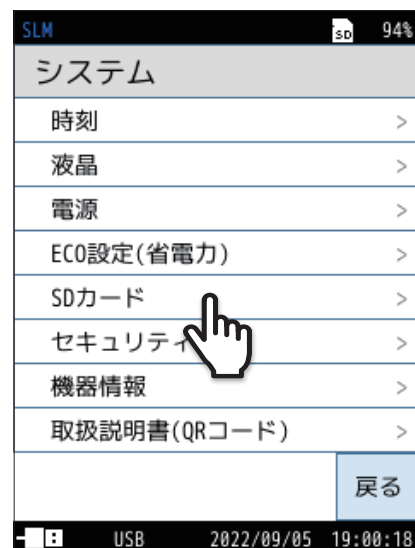 SLM SD 94%
システム
時刻 >
液晶 >
電源 >
ECO設定(省電力) >
SDカード >
セキュリティ >
機器情報 >
取扱説明書(QRコード) >
戻る
USB 2022/09/05 19:00:18